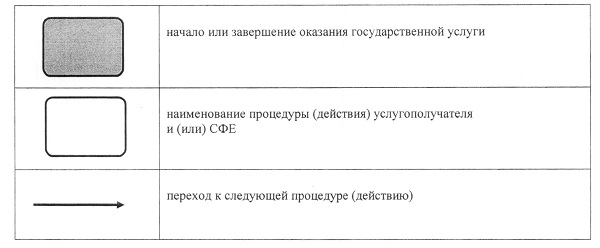 начало или завершение оказания государственной услуги
наименование процедуры (действия) услугополучателя
и (или) СФЕ
переход к следующей процедуре (действию)